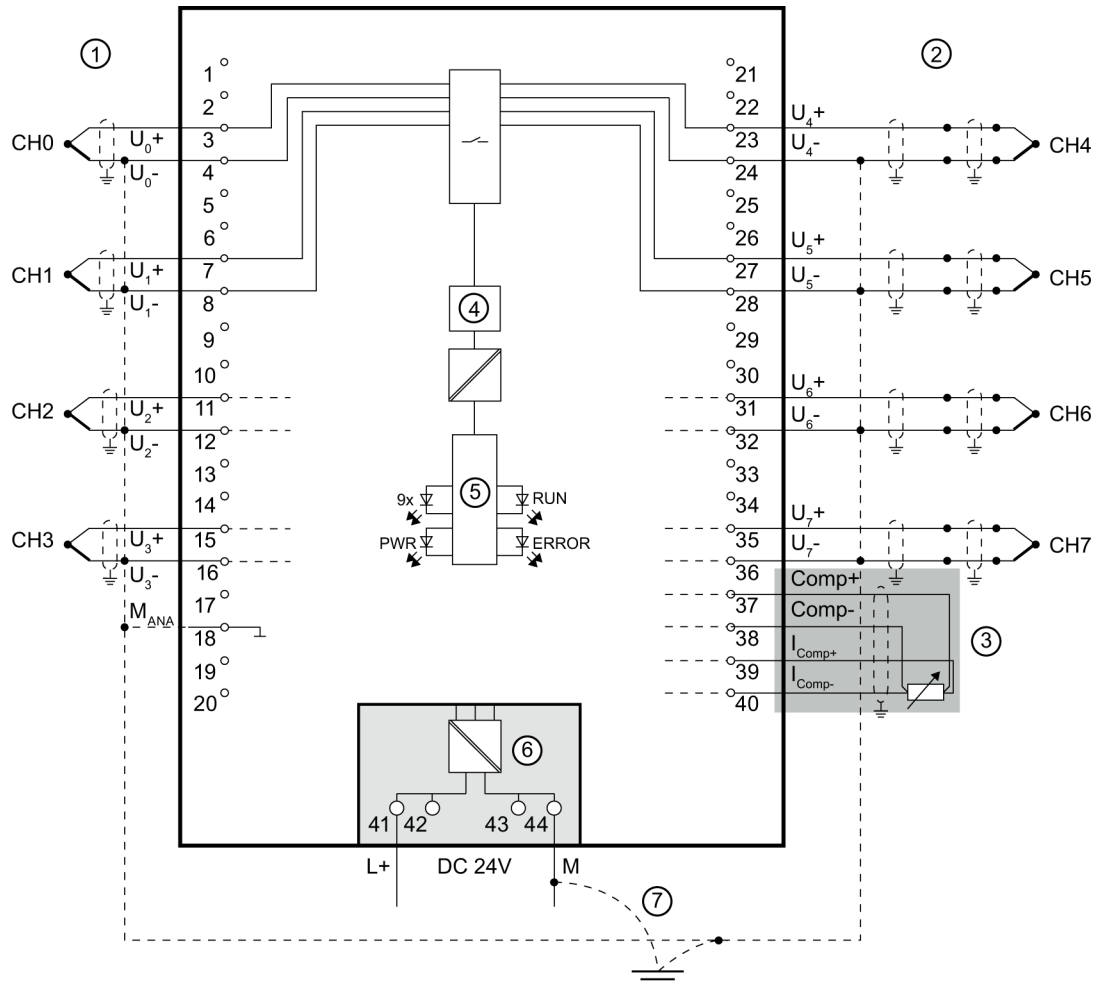 ① ②
1 21
2 22
CH0 U0+ 3 23 U4+ CH4
U0- 4 24 U4-
5 25
6 26
CH1 U1+ 7 27 U5+ CH5
U1- 8 28 U5-
④
9 29
10 30
CH2 U2+ 11 31 U6+ CH6
U2- 12 32 U6-
13 33
14 34
⑤
9x RUN
PWR ERROR
CH3 U3+ 15 35 U7+ CH7
U3- 16 36 U7-
17 37 Comp+
MANA 18 38 Comp-
③
19 39 IComp+
20 40 IComp-
⑥
41 42 43 44
L+ DC 24V M
⑦